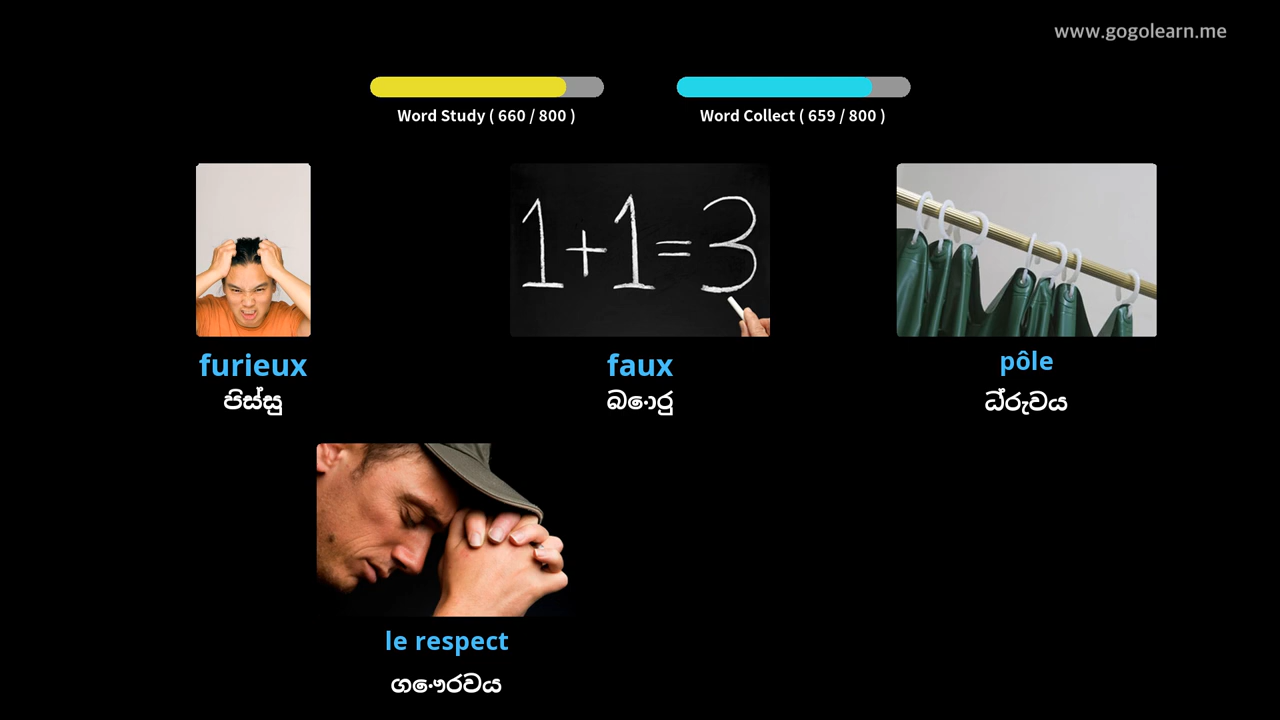 www.gogolearn.me
Word Study ( 660 / 800 )
Word Collect ( 659 / 800 )
1+1=3
furieux
faux
pôle
පිස්සු
බොරු
ධ්රුවය
le respect
ගෞරවය